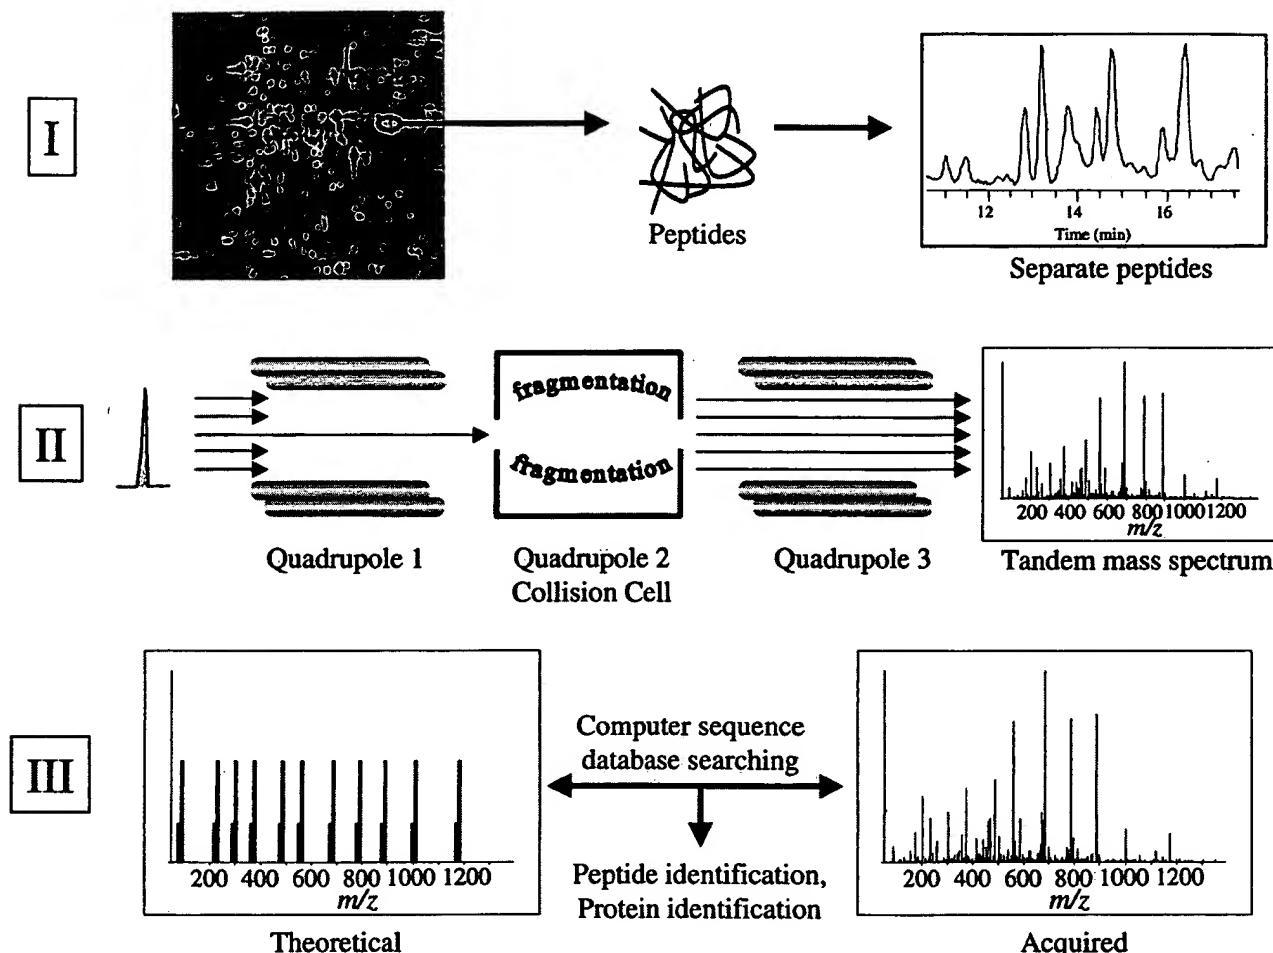 I
Peptides
12 14 16
Time (min)
Separate peptides
II
fragmentation
fragmentation
Quadrupole 1
Quadrupole 2
Collision Cell
Quadrupole 3
200 400 600 800 1000 1200
m/z
Tandem mass spectrum
III
200 400 600 800 1000 1200
m/z
Theoretical
Computer sequence
database searching
Peptide identification,
Protein identification
200 400 600 800 1000 1200
m/z
Acquired